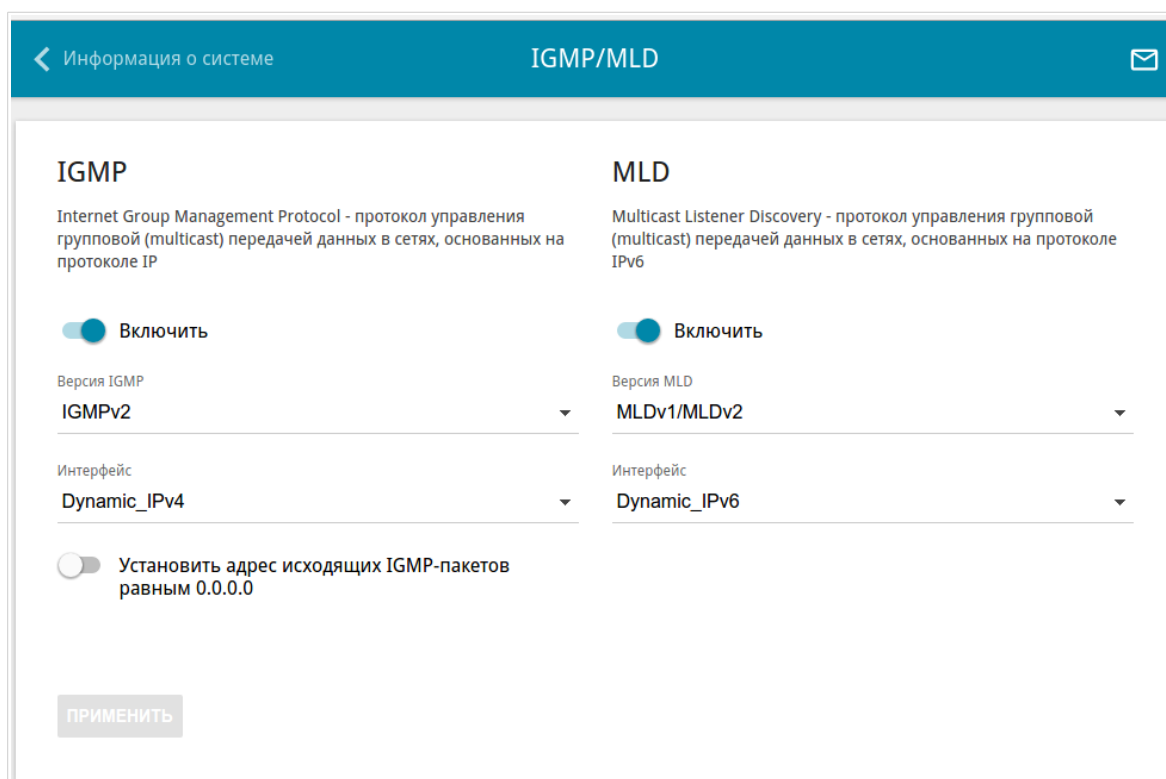 Информация о системе
IGMP/MLD
IGMP
Internet Group Management Protocol - протокол управления
групповой (multicast) передачей данных в сетях, основанных на
протоколе IP
Включить
Версия IGMP
IGMPv2
Интерфейс
Dynamic_IPv4
Установить адрес исходящих IGMP-пакетов
равным 0.0.0.0
ПРИМЕНИТЬ
MLD
Multicast Listener Discovery - протокол управления групповой
(multicast) передачей данных в сетях, основанных на протоколе
IPv6
Включить
Версия MLD
MLDv1/MLDv2
Интерфейс
Dynamic_IPv6